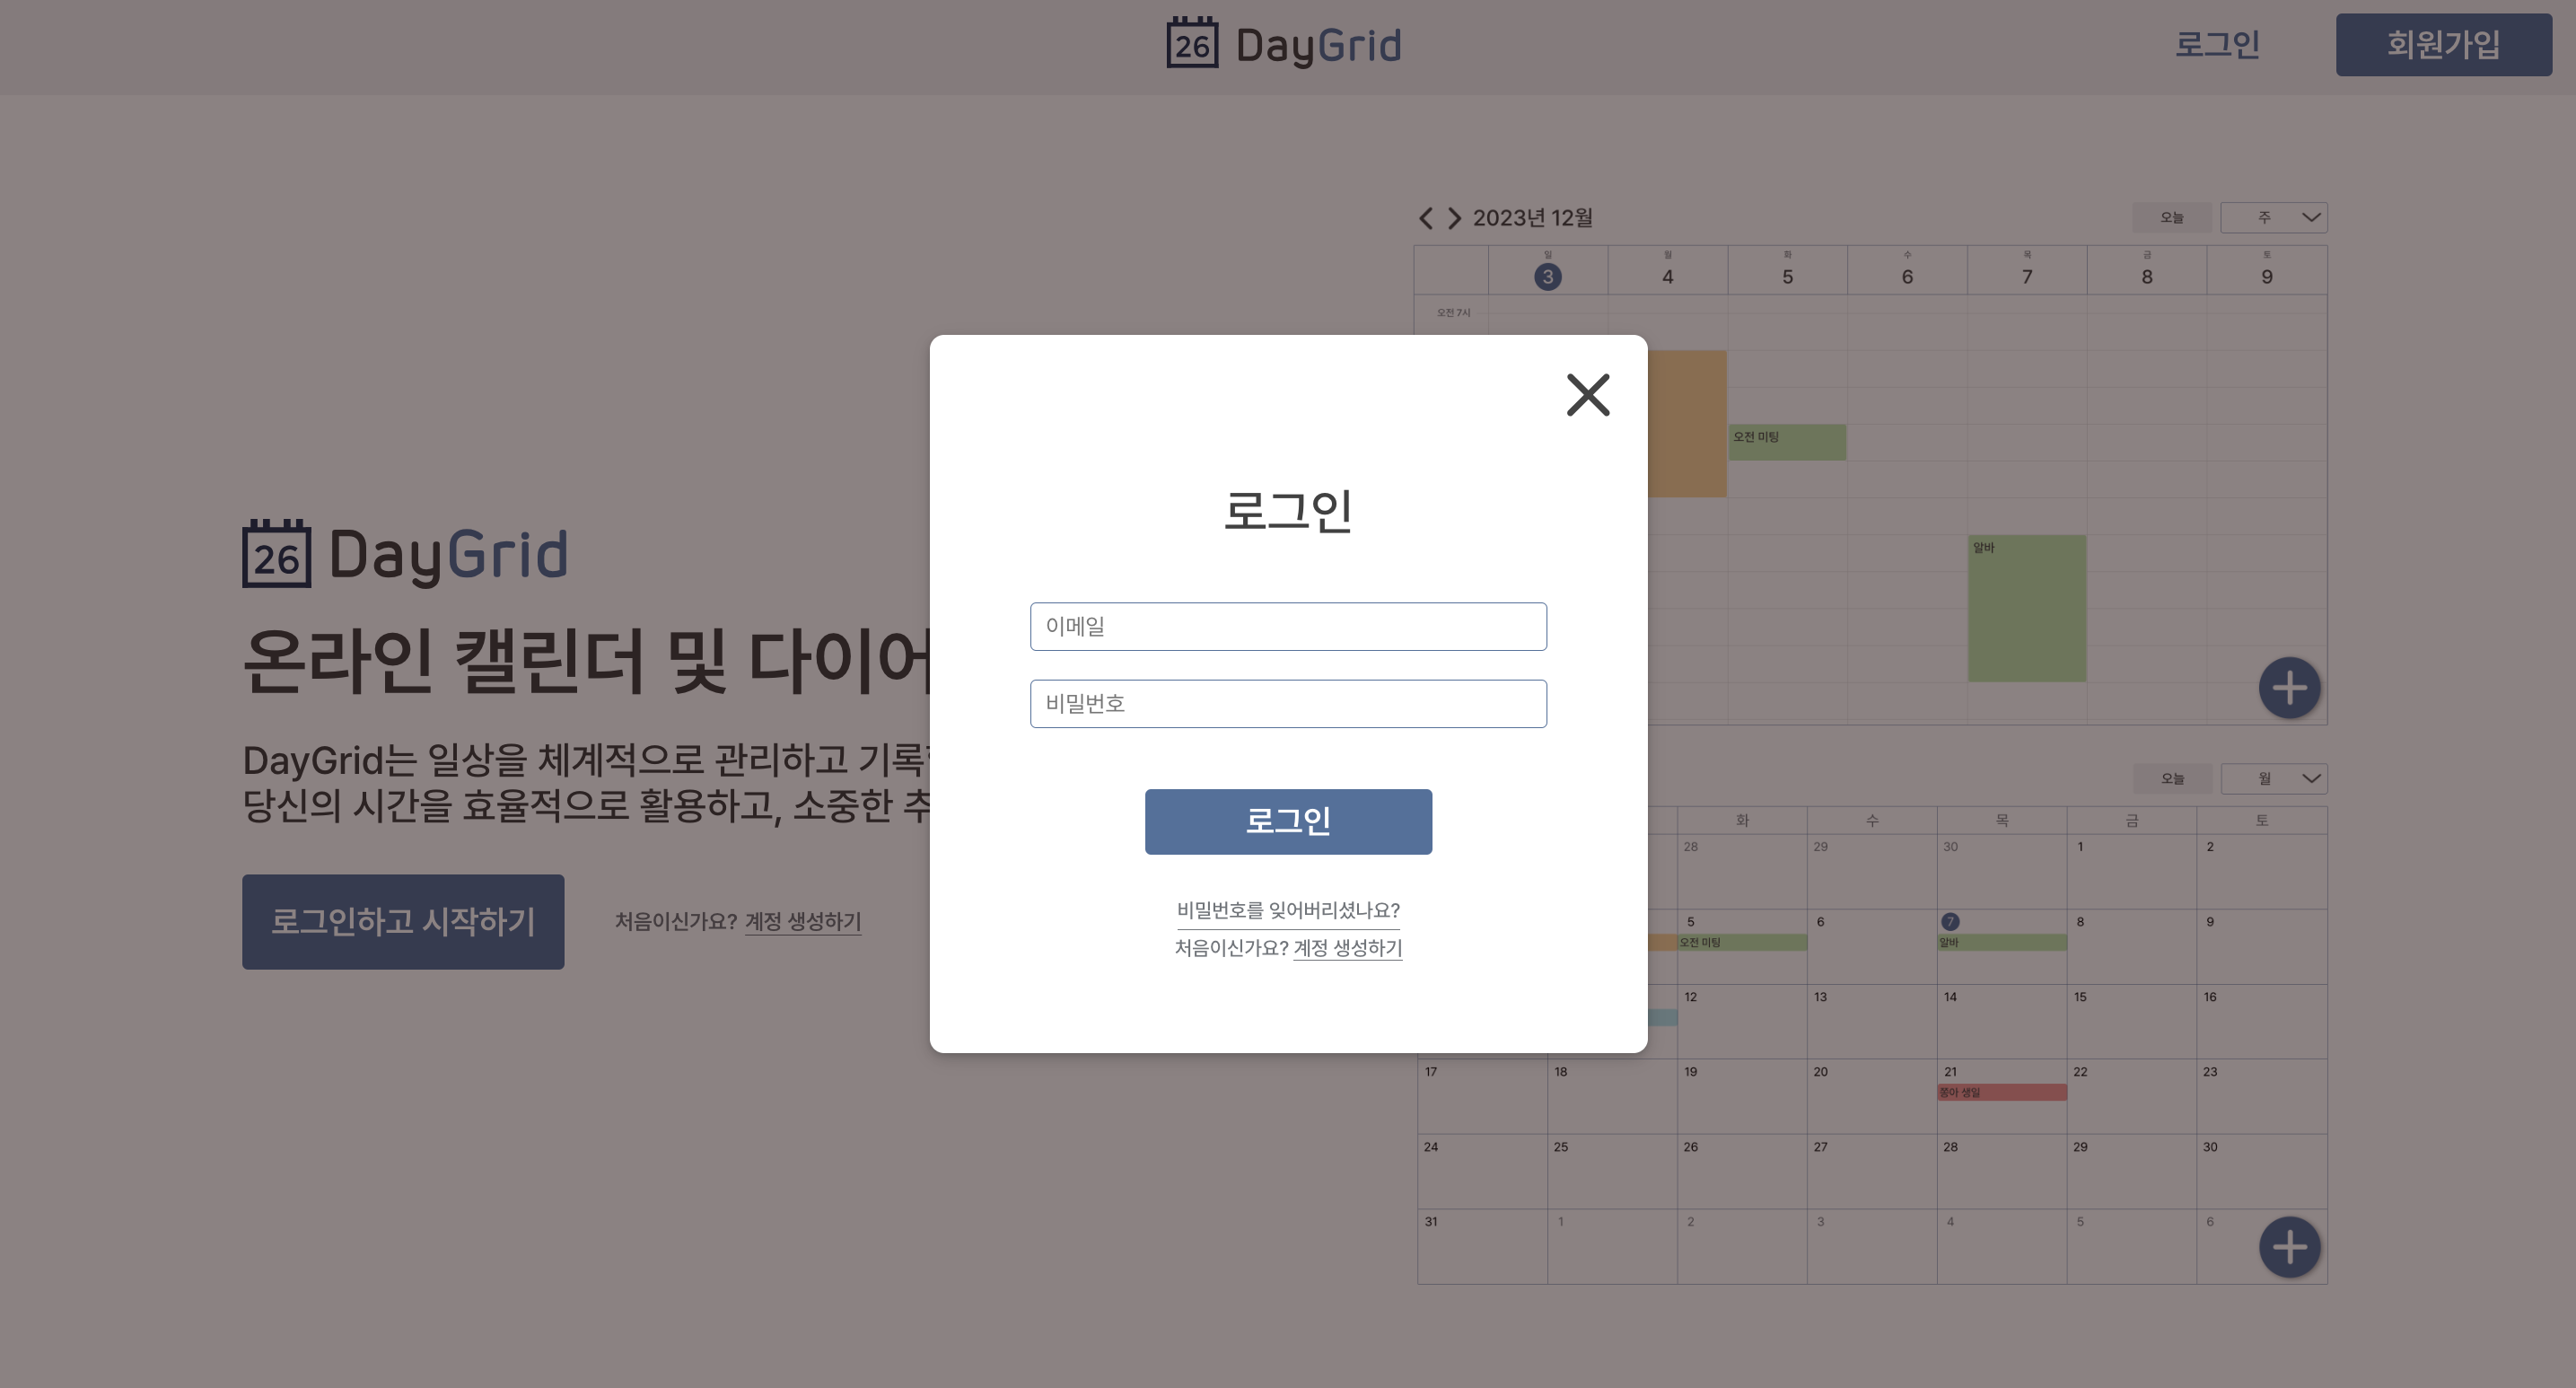 26 DayGrid
로그인
회원가입
26 DayGrid
온라인 캘린더 및 다이어
DayGrid는 일상을 체계적으로 관리하고 기록
당신의 시간을 효율적으로 활용하고, 소중한 추
로그인하고 시작하기
처음이신가요? 계정 생성하기
로그인
이메일
비밀번호
로그인
비밀번호를 잊어버리셨나요?
처음이신가요? 계정 생성하기
2023년 12월
오늘
주
일 월 화 수 목 금 토
3 4 5 6 7 8 9
오전 7시
오전 미팅
알바
오늘
월
화 수 목 금 토
28 29 30 1 2
5 6 7 8 9
오전 미팅
알바
12 13 14 15 16
17 18 19 20 21 22 23
쫑아 생일
24 25 26 27 28 29 30
31 1 2 3 4 5 6